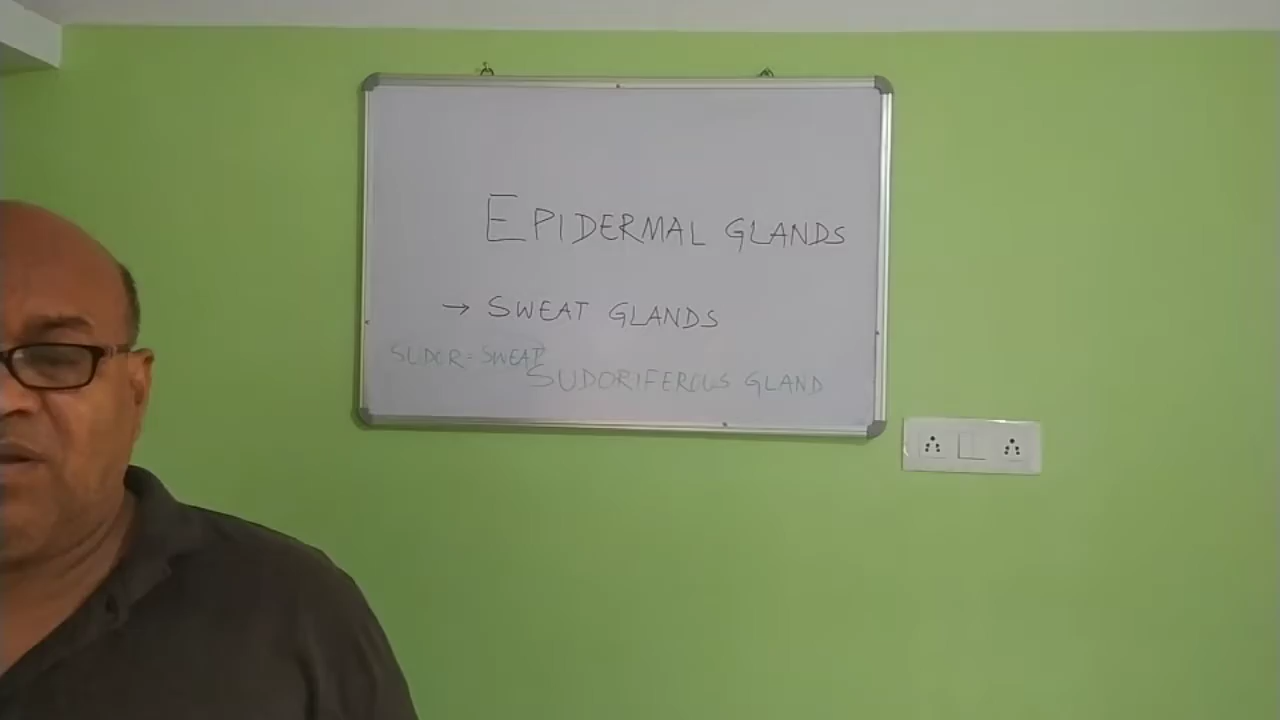 EPIDERMAL GLANDS
→ SWEAT GLANDS
SUDOR = SWEAT
SUDORIFEROUS GLAND